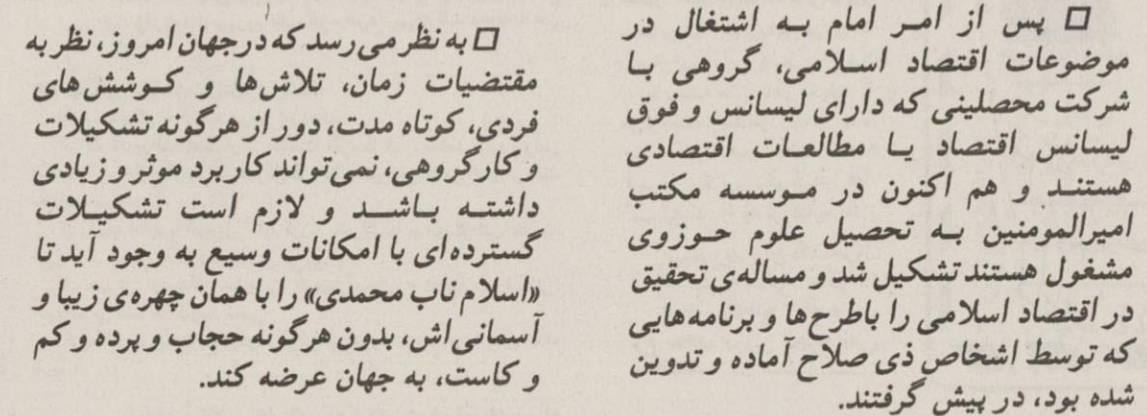 □ پس از امر امام به اشتغال در
موضوعات اقتصاد اسلامی، گروهی با
شرکت محصلینی که دارای لیسانس و فوق
لیسانس اقتصاد یا مطالعات اقتصادی
هستند و هم اکنون در موسسه مکتب
امیرالمومنین به تحصیل علوم حوزوی
مشغول هستند تشکیل شد و مساله‌ی تحقیق
در اقتصاد اسلامی را باطرح‌ها و برنامه‌هایی
که توسط اشخاص ذی صلاح آماده و تدوین
شده بود، در پیش گرفتند.
□ به نظر می‌رسد که در جهان امروز، نظر به
مقتضیات زمان، تلاش‌ها و کوشش‌های
فردی، کوتاه مدت، دور از هرگونه تشکیلات
و کار گروهی، نمی‌تواند کاربرد موثر و زیادی
داشته باشد و لازم است تشکیلات
گسترده‌ای با امکانات وسیع به وجود آید تا
«اسلام ناب محمدی» را با همان چهره‌ی زیبا و
آسمانی‌اش، بدون هرگونه حجاب و پرده و کم
و کاست، به جهان عرضه کند.